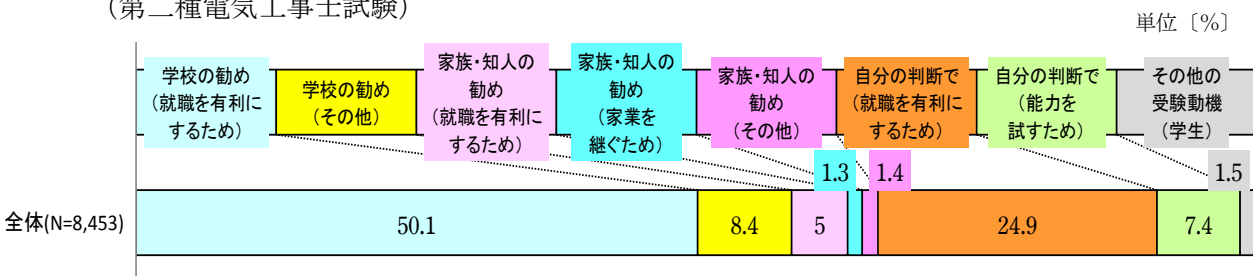 （第二種電気工事士試験）
単位〔%〕
学校の勧め
（就職を有利に
するため）
学校の勧め
（その他）
家族・知人の
勧め
（就職を有利に
するため）
家族・知人の
勧め
（家業を
継ぐため）
家族・知人の
勧め
（その他）
自分の判断で
（就職を有利に
するため）
自分の判断で
（能力を
試すため）
その他の
受験動機
（学生）
1.3
1.4
1.5
全体(N=8,453)
50.1
8.4
5
24.9
7.4